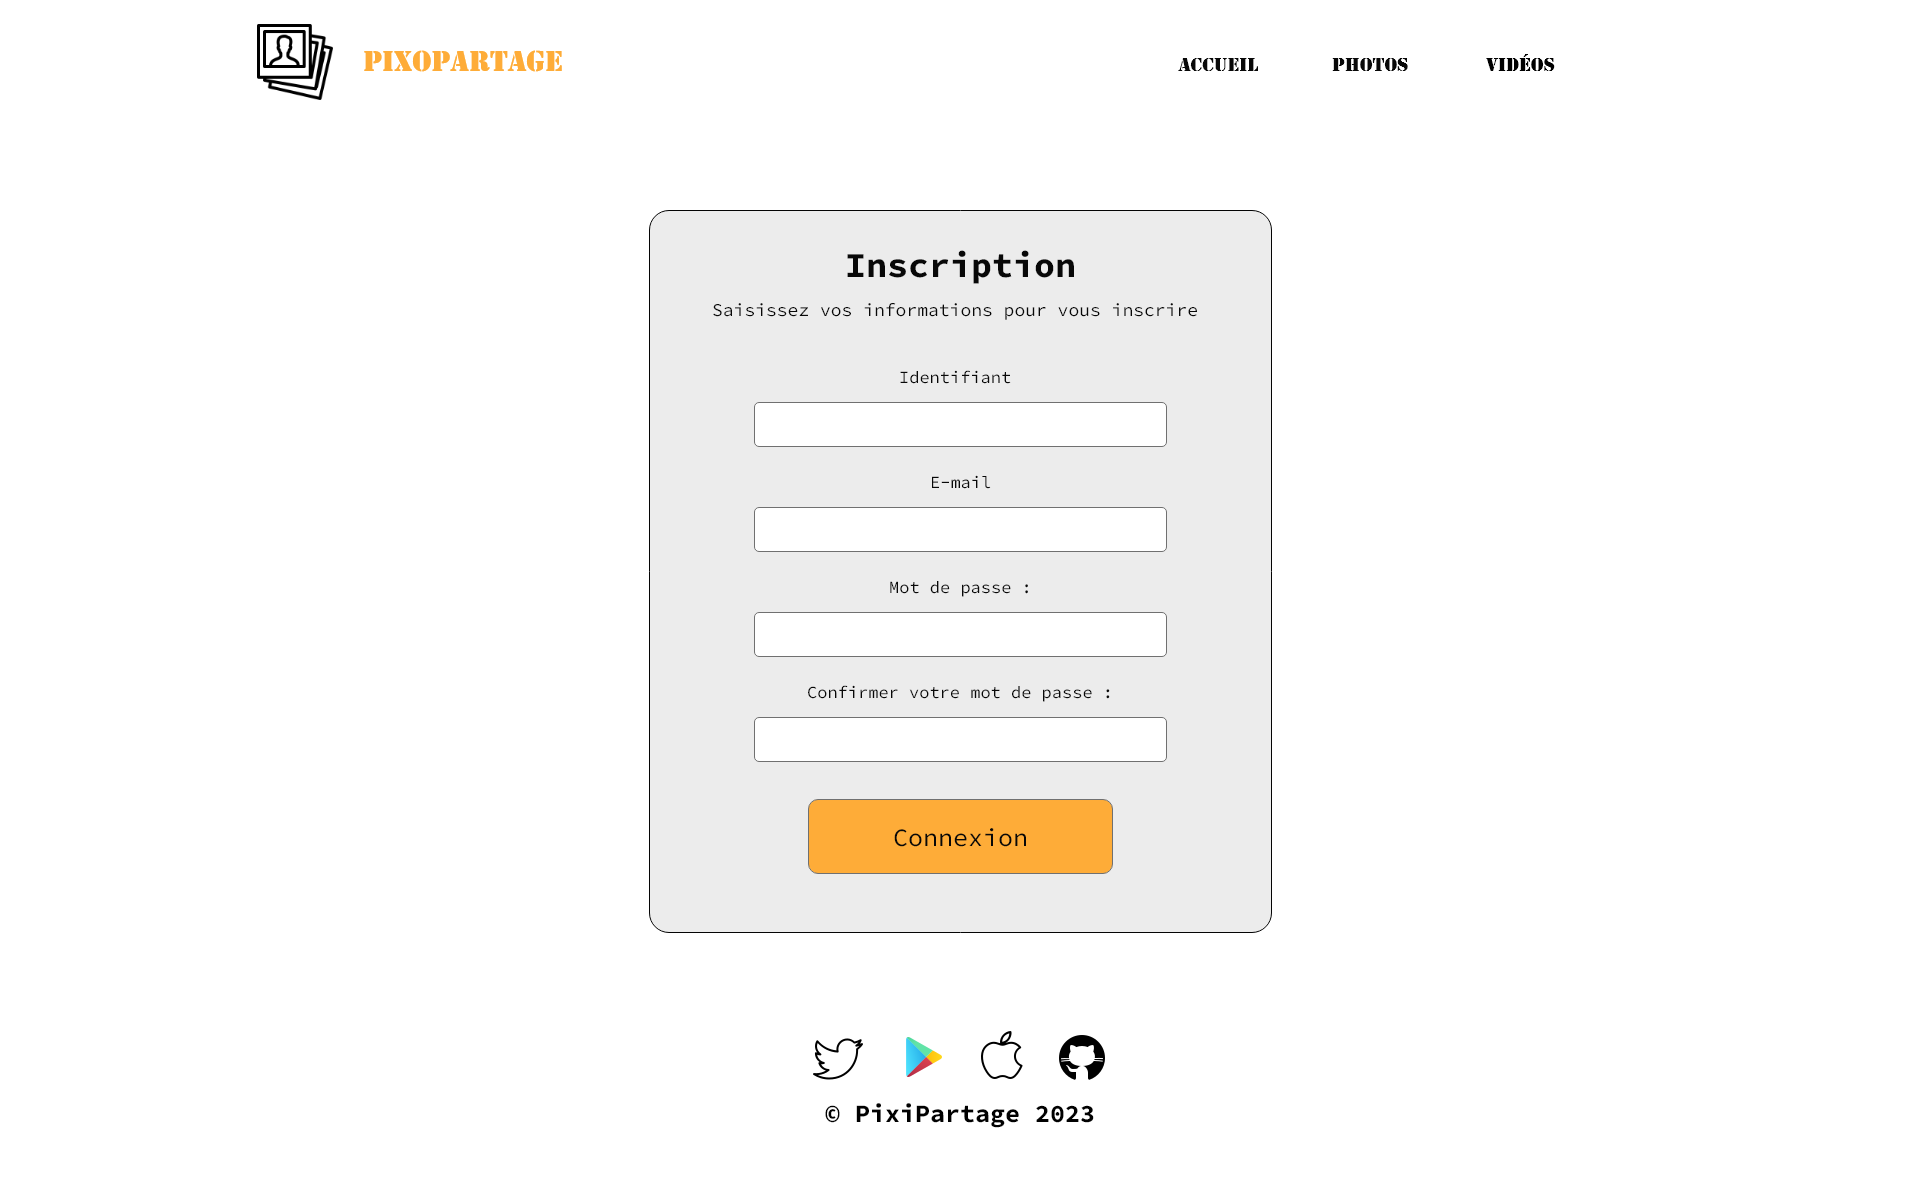 PIXOPARTAGE
ACCUEIL
PHOTOS
VIDÉOS
Inscription
Saisissez vos informations pour vous inscrire
Identifiant
E-mail
Mot de passe :
Confirmer votre mot de passe :
Connexion
© PixiPartage 2023